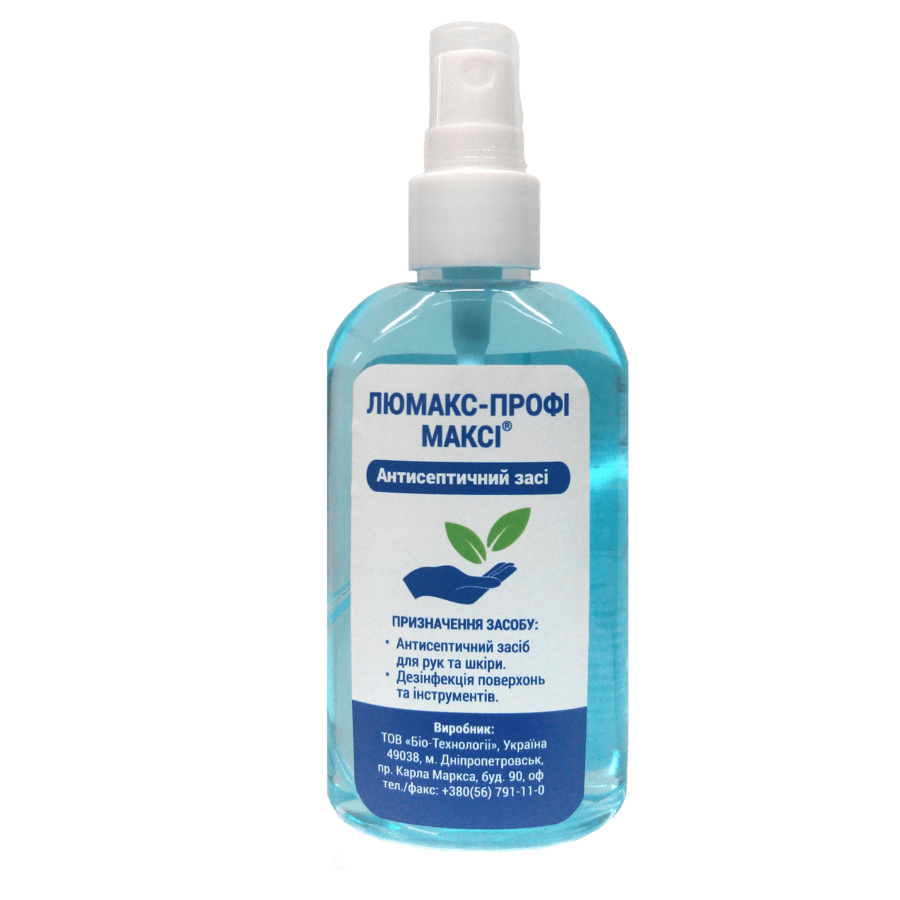 ЛЮМАКС-ПРОФІ
МАКСІ®
Антисептичний засі
ПРИЗНАЧЕННЯ ЗАСОБУ:
• Антисептичний засіб
для рук та шкіри.
• Дезінфекція поверхонь
та інструментів.
Виробник:
ТОВ «Біо-Технології», Україна
49038, м. Дніпропетровськ,
пр. Карла Маркса, буд. 90, оф
тел./факс: +380(56) 791-11-0